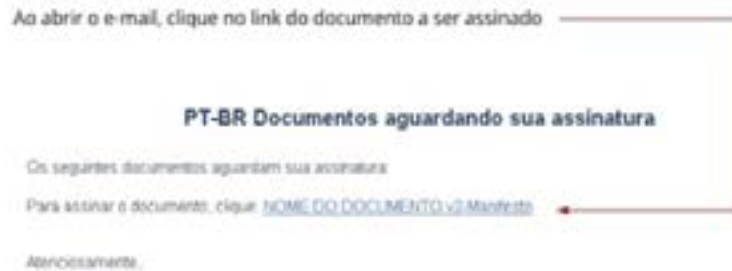 Ao abrir o e-mail, clique no link do documento a ser assinado
PT-BR Documentos aguardando sua assinatura
Os seguintes documentos aguardam sua assinatura
Para assinar o documento, clique: NOME DO DOCUMENTO v3-Manifesto
Atenciosamente,